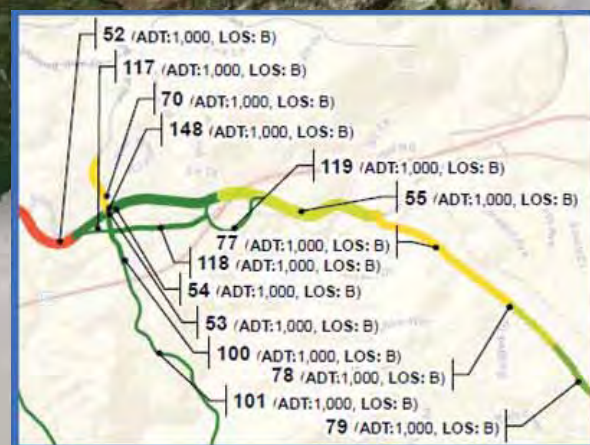 52 (ADT:1,000, LOS: B)
117 (ADT:1,000, LOS: B)
70 (ADT:1,000, LOS: B)
148 (ADT:1,000, LOS: B)
119 (ADT:1,000, LOS: B)
55 (ADT:1,000, LOS: B)
77 (ADT:1,000, LOS: B)
118 (ADT:1,000, LOS: B)
54 (ADT:1,000, LOS: B)
53 (ADT:1,000, LOS: B)
100 (ADT:1,000, LOS: B)
78 (ADT:1,000, LOS: B)
101 (ADT:1,000, LOS: B)
79 (ADT:1,000, LOS: B)